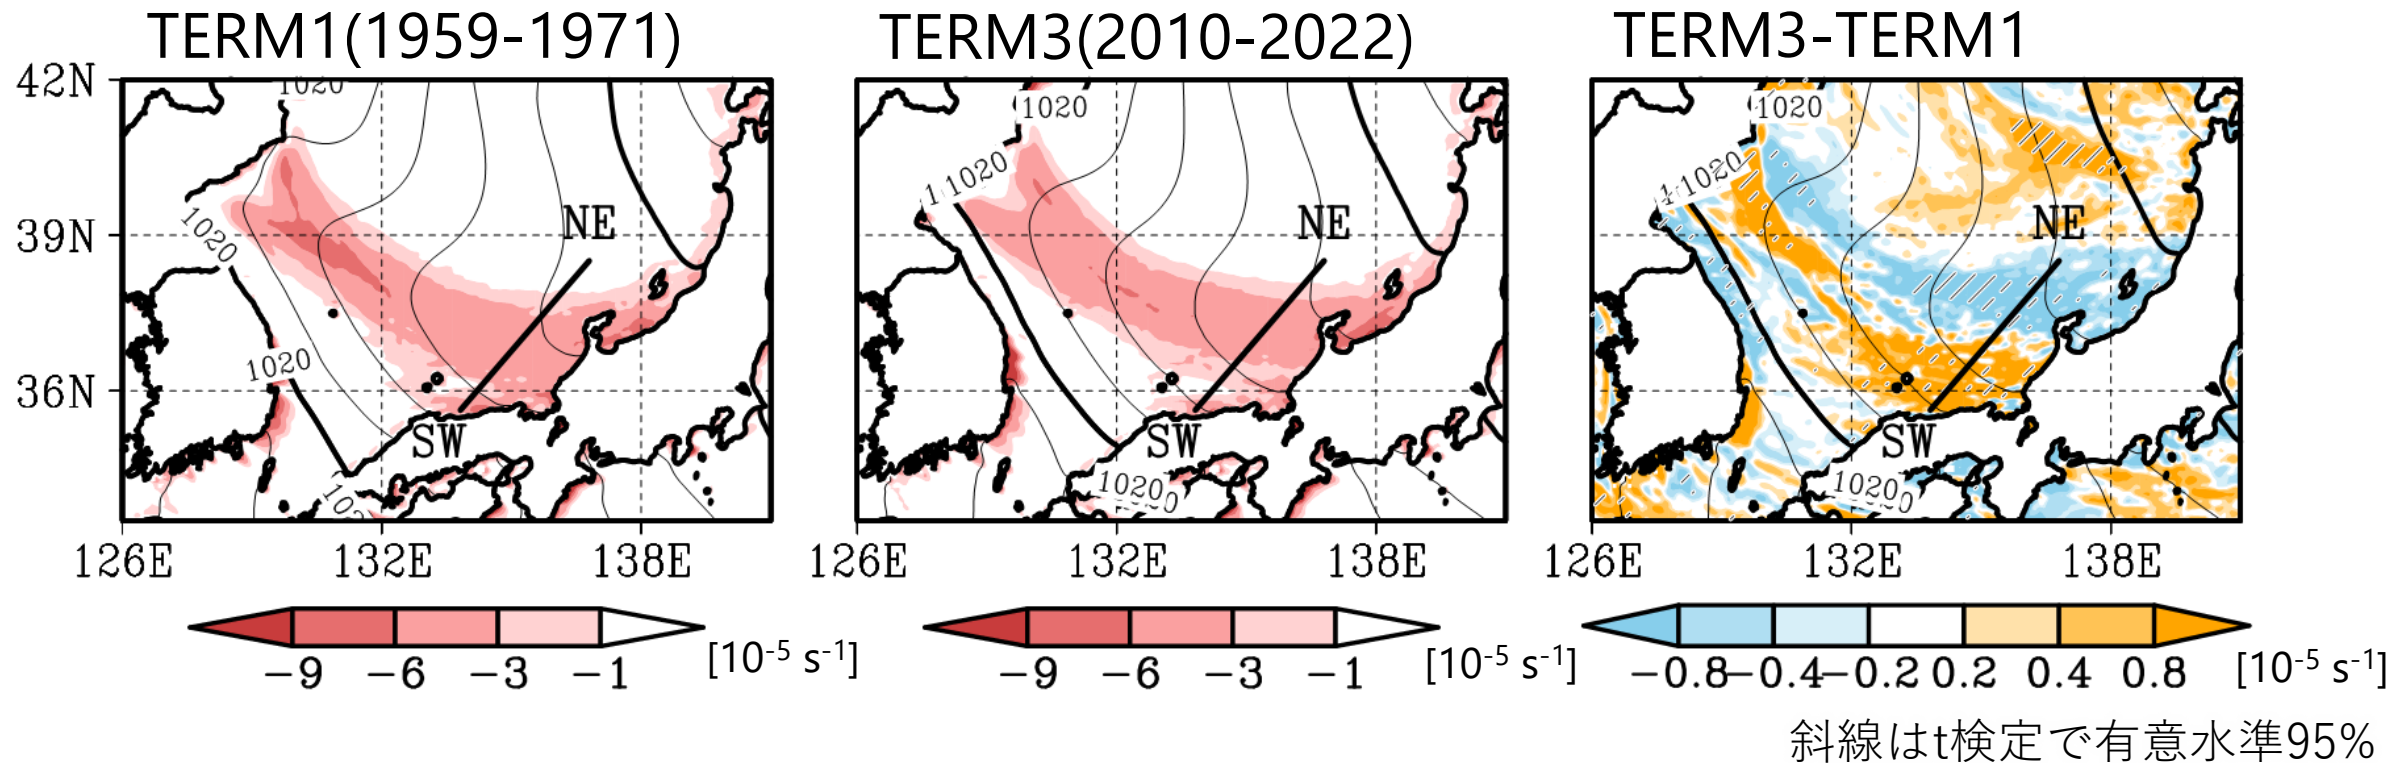 TERM1(1959-1971)
TERM3(2010-2022)
TERM3-TERM1
42N
39N
36N
1020
1020
1020
NE
SW
126E
132E
138E
1020
1020
NE
SW
1020
126E
132E
138E
1020
1020
NE
SW
1020
126E
132E
138E
−9 −6 −3 −1
[10-5 s-1]
−9 −6 −3 −1
[10-5 s-1]
−0.8 −0.4 −0.2 0.2 0.4 0.8
[10-5 s-1]
斜線はt検定で有意水準95%